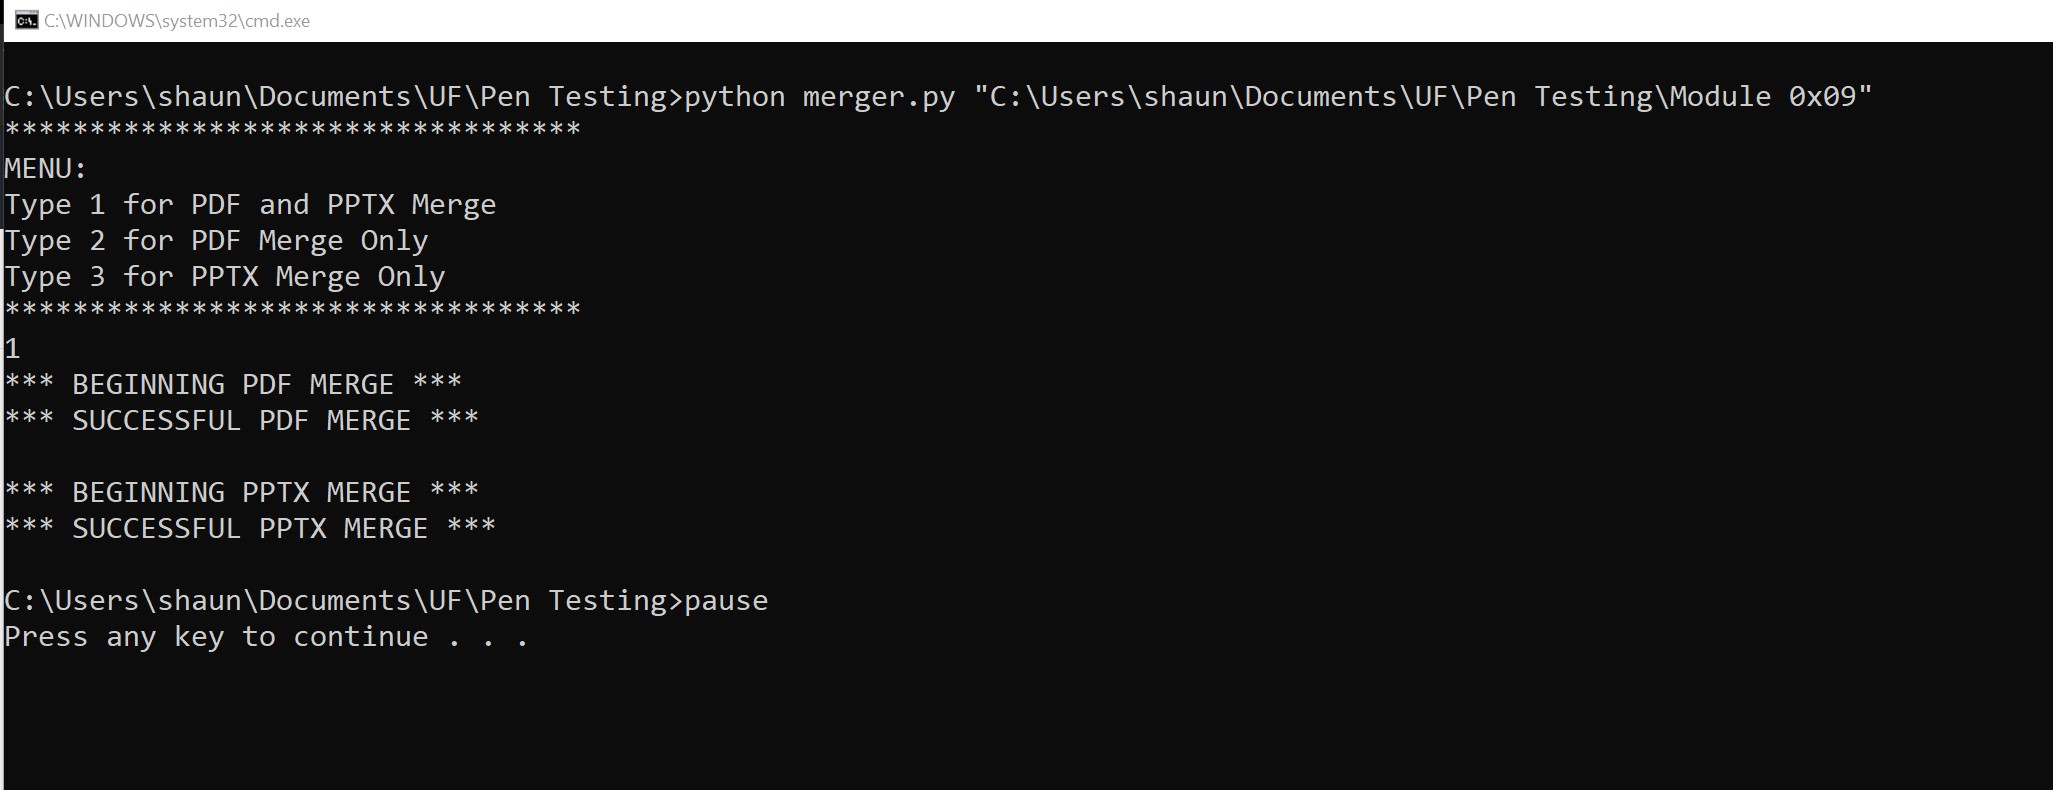 C:\WINDOWS\system32\cmd.exe
C:\Users\shaun\Documents\UF\Pen Testing>python merger.py "C:\Users\shaun\Documents\UF\Pen Testing\Module 0x09"
**********************************
MENU:
Type 1 for PDF and PPTX Merge
Type 2 for PDF Merge Only
Type 3 for PPTX Merge Only
**********************************
1
*** BEGINNING PDF MERGE ***
*** SUCCESSFUL PDF MERGE ***
*** BEGINNING PPTX MERGE ***
*** SUCCESSFUL PPTX MERGE ***
C:\Users\shaun\Documents\UF\Pen Testing>pause
Press any key to continue . . .